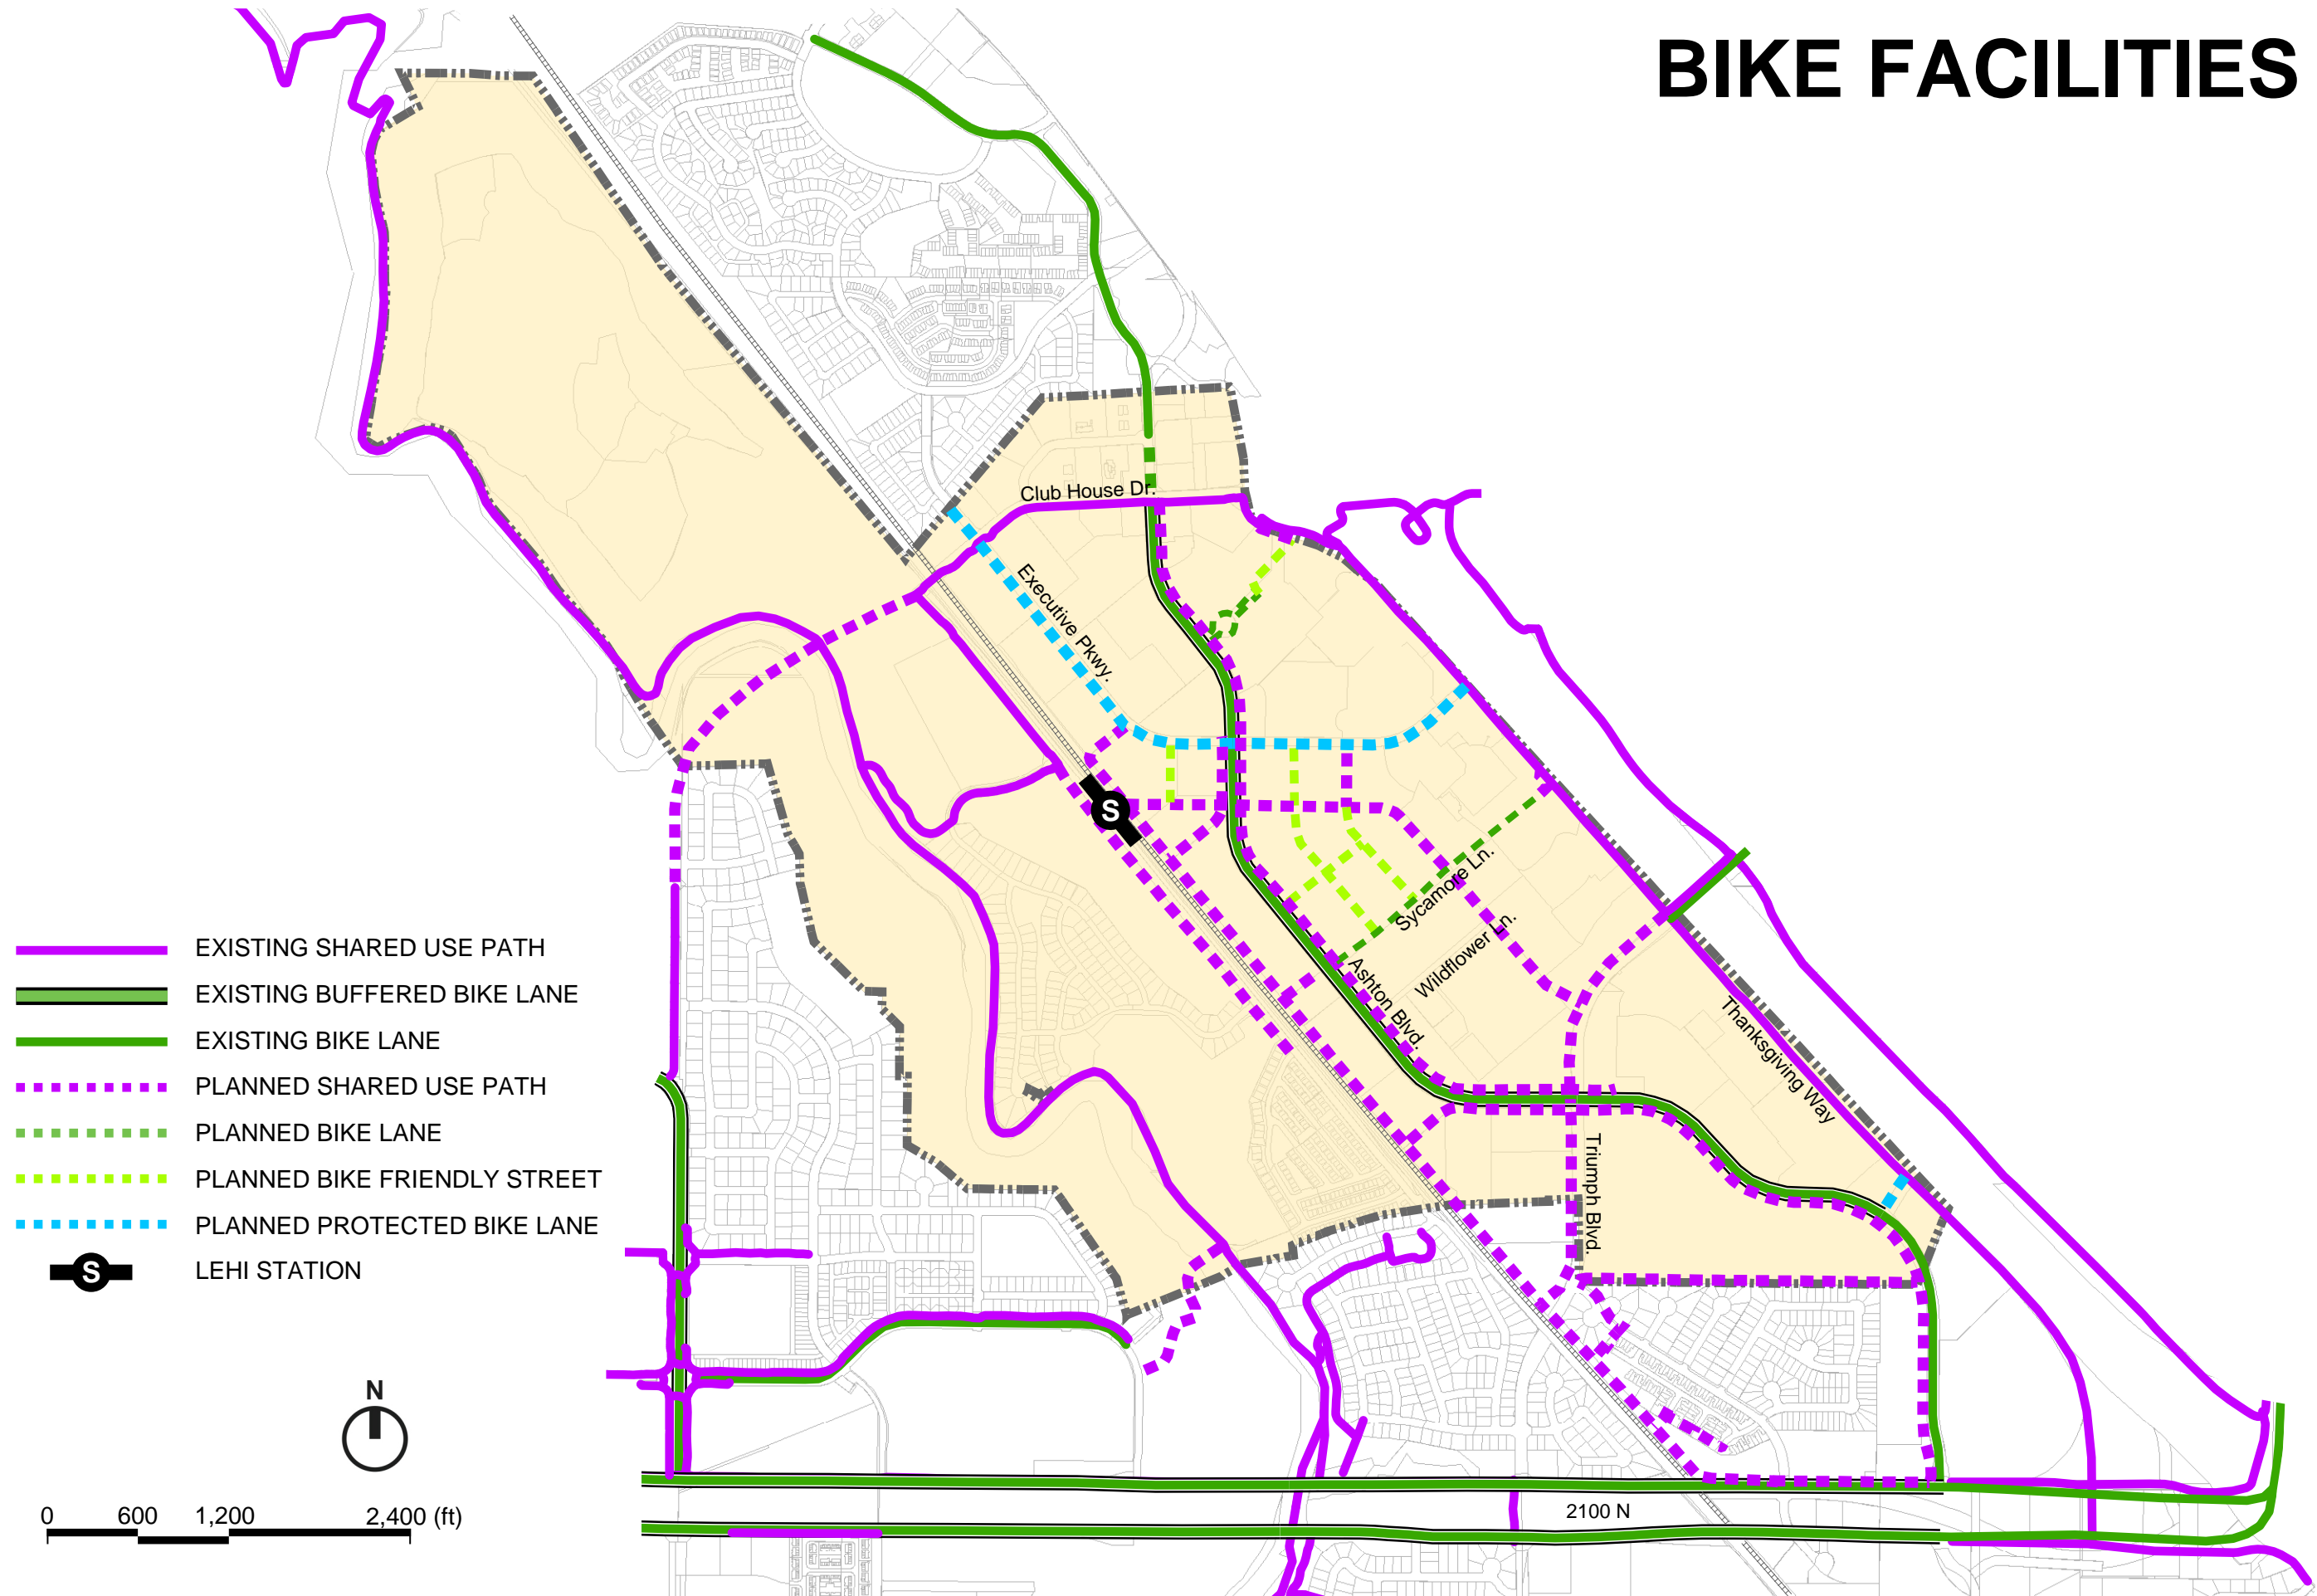 BIKE FACILITIES
Club House Dr.
Executive Pkwy.
S
Sycamore Ln.
Wildflower Ln.
Ashton Blvd.
Thanksgiving Way
Triumph Blvd.
2100 N
EXISTING SHARED USE PATH
EXISTING BUFFERED BIKE LANE
EXISTING BIKE LANE
PLANNED SHARED USE PATH
PLANNED BIKE LANE
PLANNED BIKE FRIENDLY STREET
PLANNED PROTECTED BIKE LANE
S LEHI STATION
N
0 600 1,200 2,400 (ft)